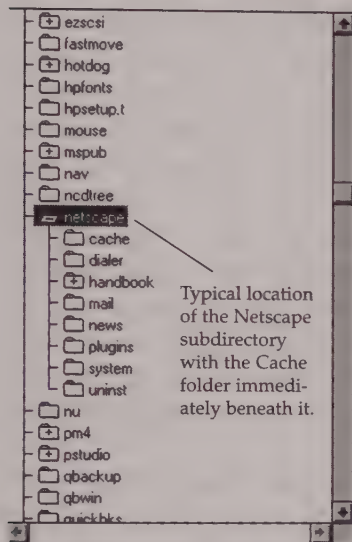 ezscsi
fastmove
hotdog
hpfonts
hpsetup.t
mouse
mspub
nav
ncdtree
netscape
cache
dialer
handbook
mail
news
plugins
system
uninst
nu
pm4
pstudio
qbackup
qbwin
quickbks
Typical location
of the Netscape
subdirectory
with the Cache
folder immedi-
ately beneath it.